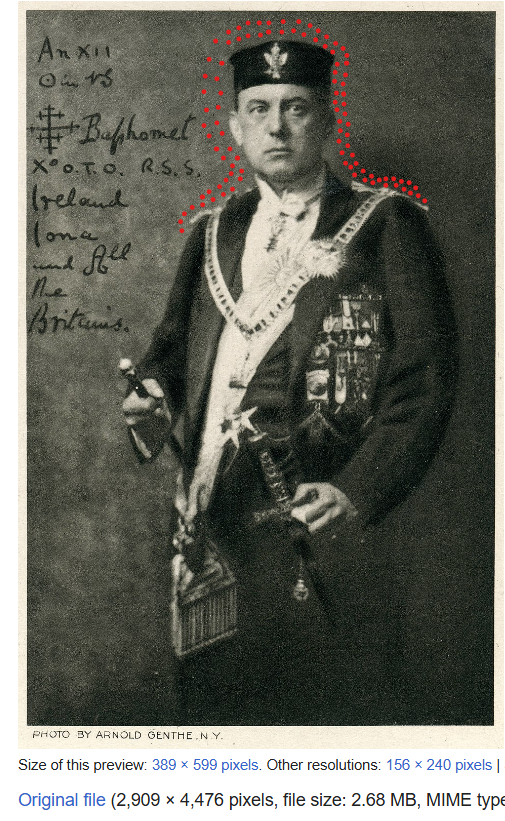 An XII
☉ in ♑
Baphomet
X° O.T.O. R.S.S.
Ireland
Iona
and All
the
Britains.
PHOTO BY ARNOLD GENTHE, N.Y.
Size of this preview: 389 × 599 pixels. Other resolutions: 156 × 240 pixels |
Original file (2,909 × 4,476 pixels, file size: 2.68 MB, MIME type